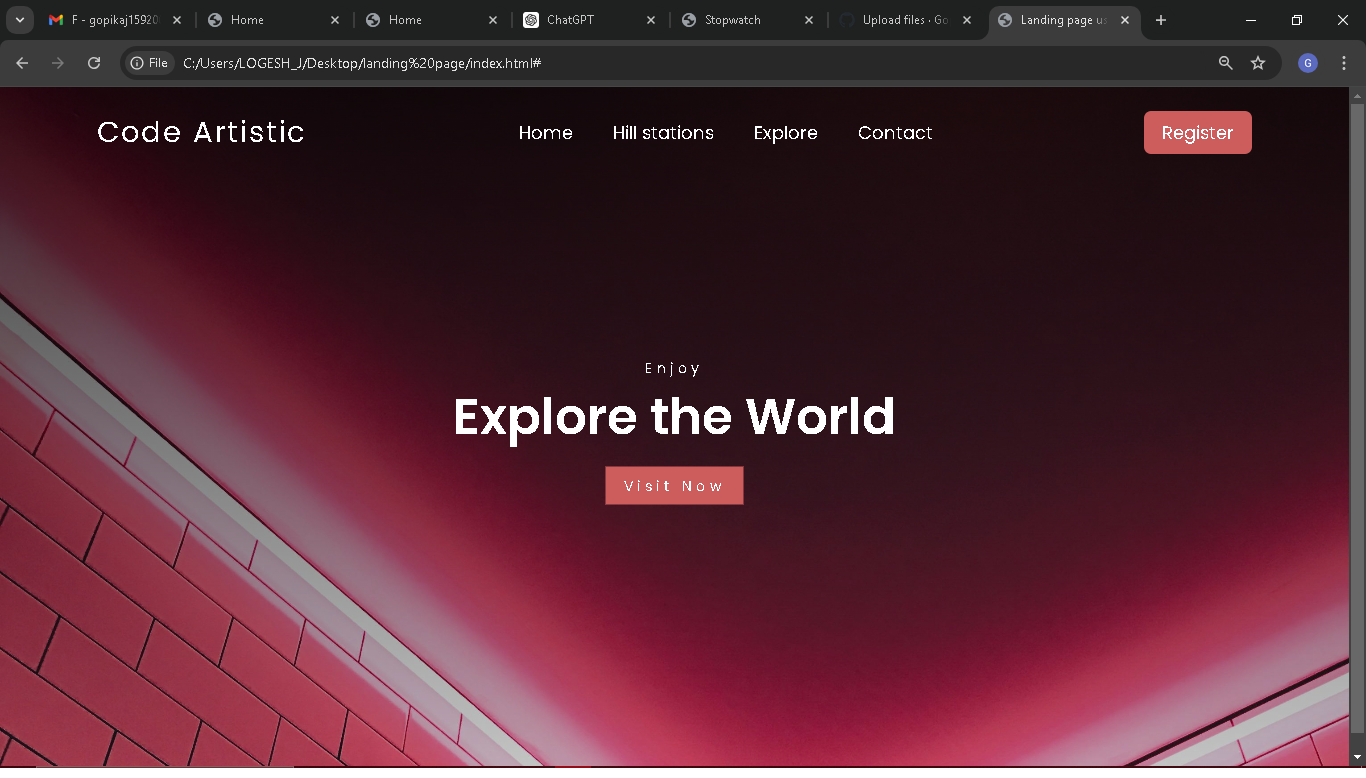 F - gopikaj15920
Home
Home
ChatGPT
Stopwatch
Upload files · Go
Landing page us
File
C:/Users/LOGESH_J/Desktop/landing%20page/index.html#
G
Code Artistic
Home
Hill stations
Explore
Contact
Register
Enjoy
Explore the World
Visit Now